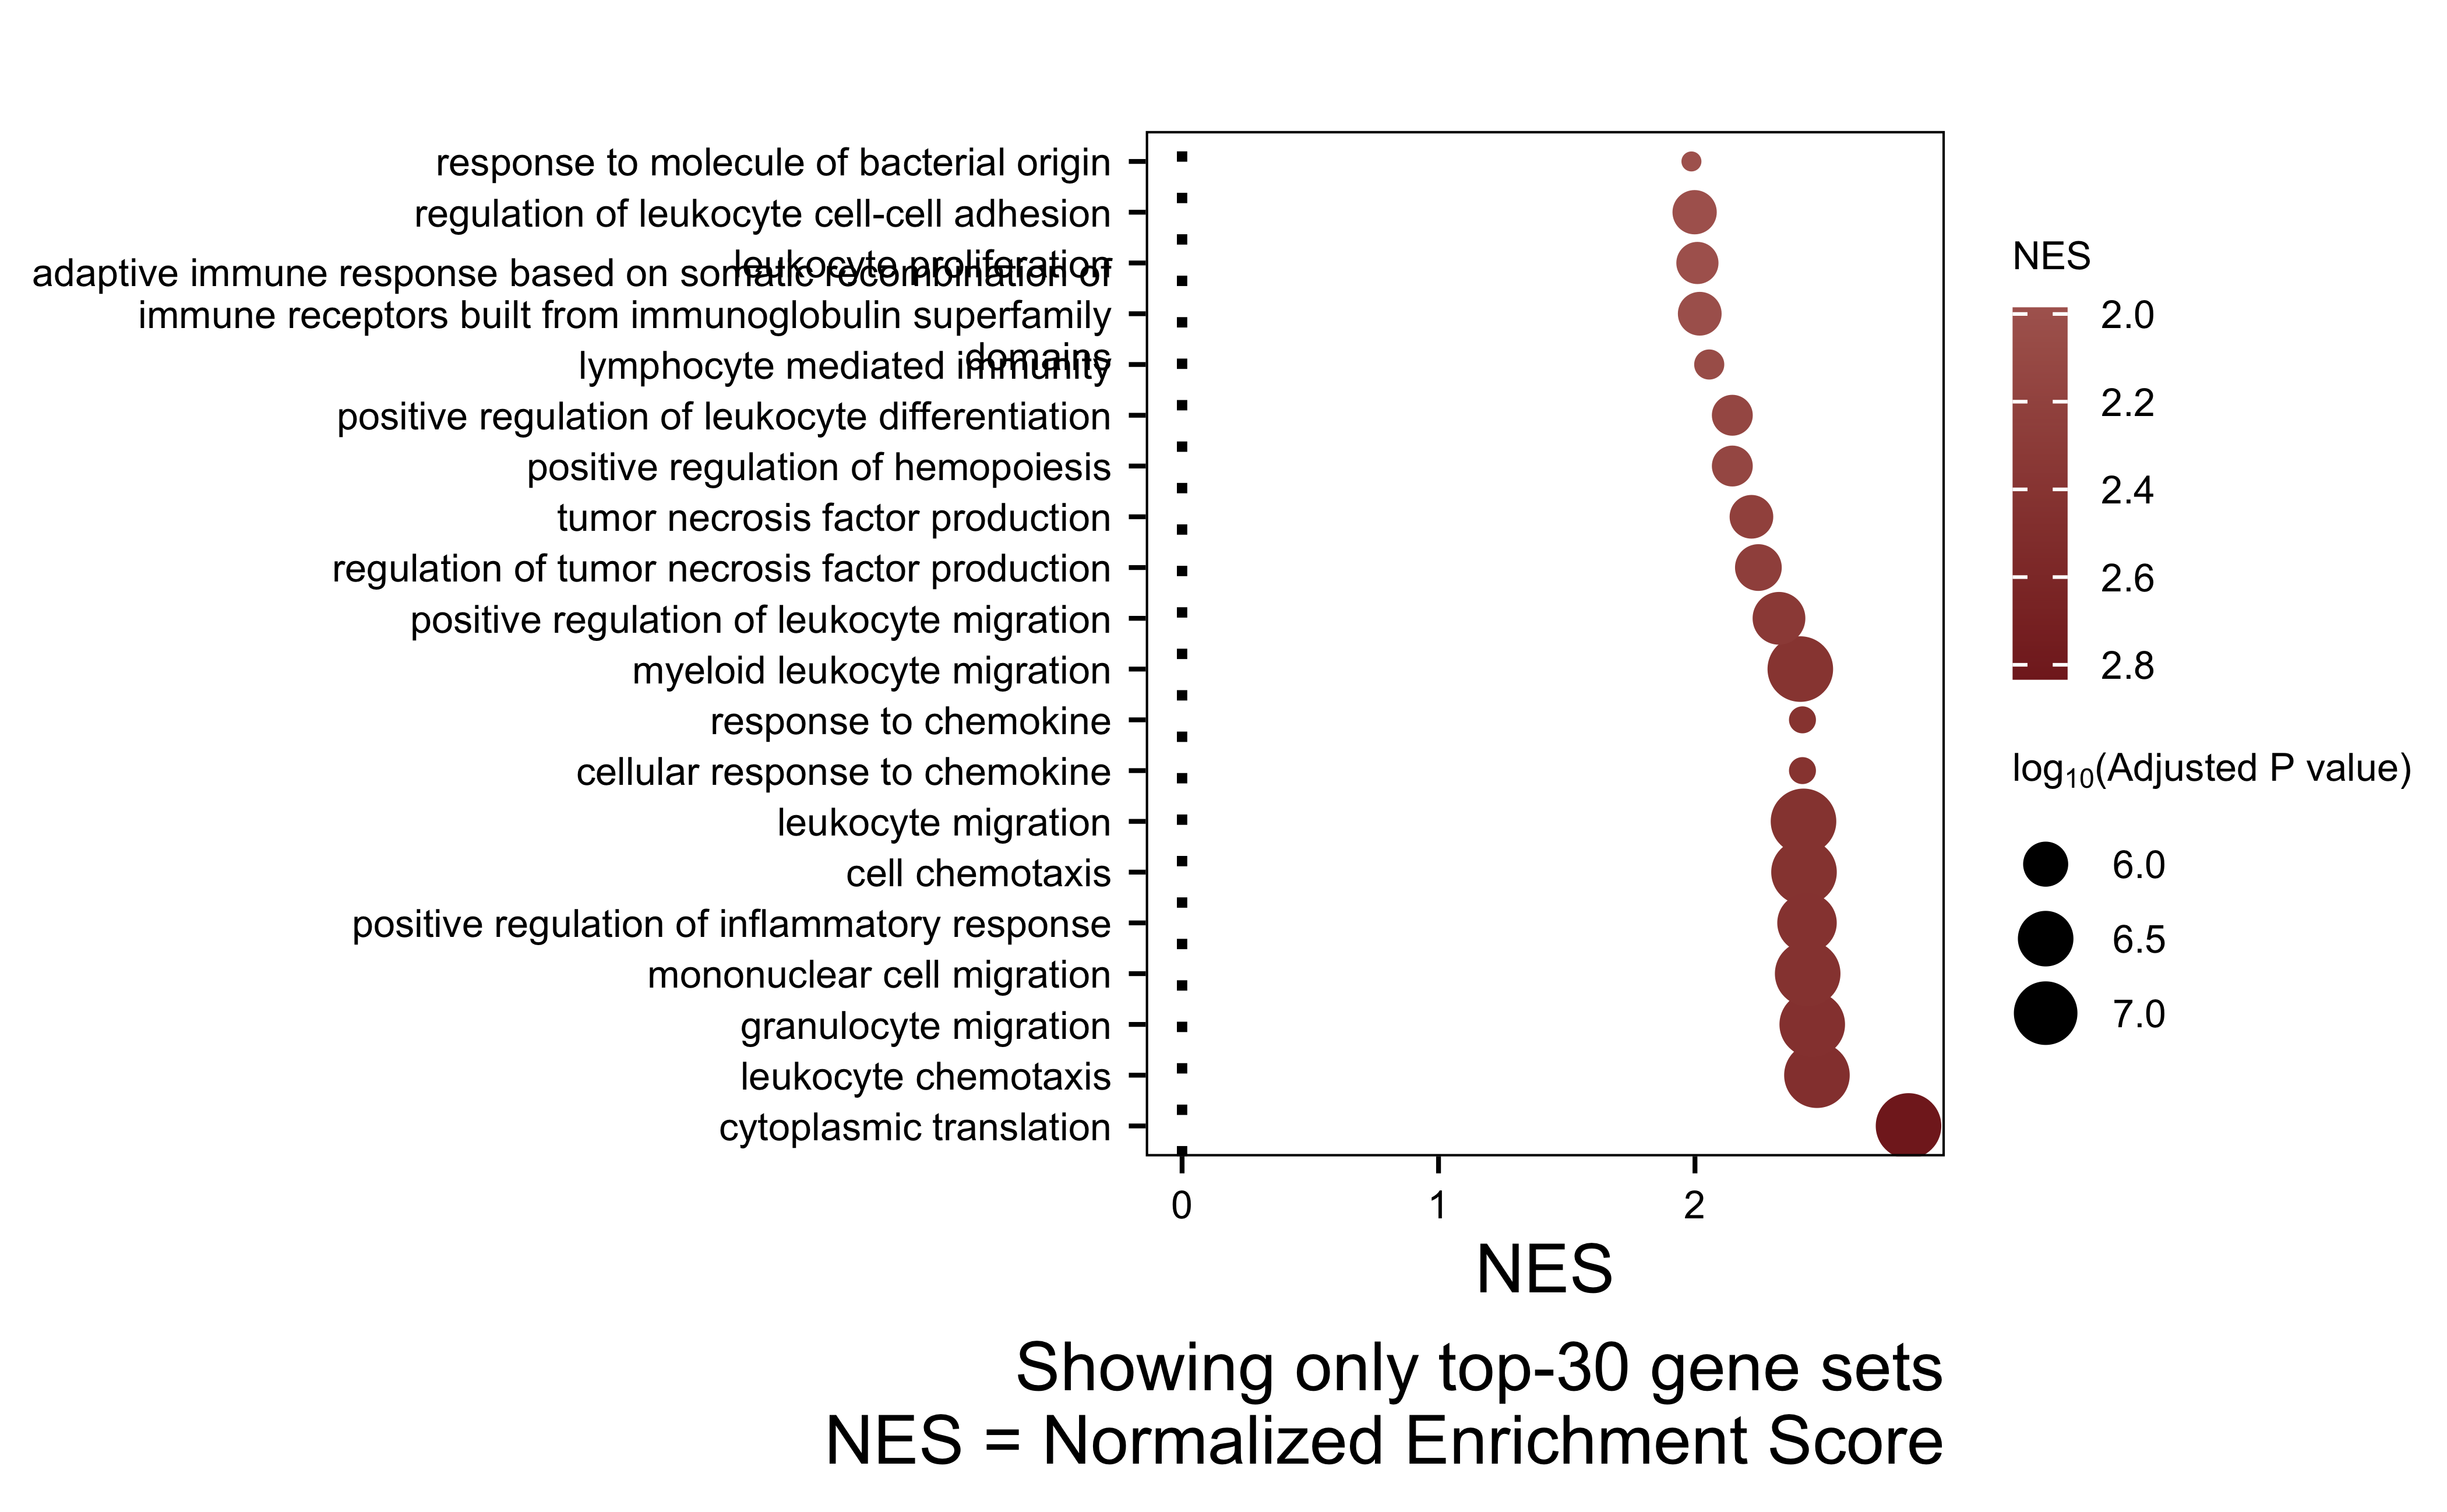 response to molecule of bacterial origin
regulation of leukocyte cell-cell adhesion
leukocyte proliferation
adaptive immune response based on somatic recombination of
immune receptors built from immunoglobulin superfamily
domains
lymphocyte mediated immunity
positive regulation of leukocyte differentiation
positive regulation of hemopoiesis
tumor necrosis factor production
regulation of tumor necrosis factor production
positive regulation of leukocyte migration
myeloid leukocyte migration
response to chemokine
cellular response to chemokine
leukocyte migration
cell chemotaxis
positive regulation of inflammatory response
mononuclear cell migration
granulocyte migration
leukocyte chemotaxis
cytoplasmic translation
0 1 2
NES
Showing only top-30 gene sets
NES = Normalized Enrichment Score
NES
2.0
2.2
2.4
2.6
2.8
log₁₀(Adjusted P value)
6.0
6.5
7.0